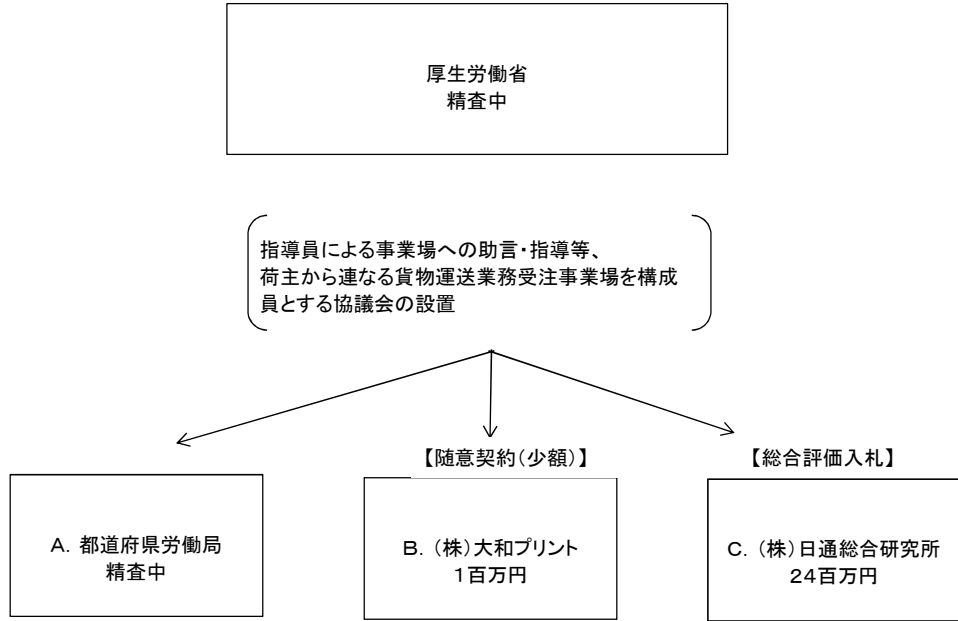 厚生労働省
精査中
指導員による事業場への助言・指導等、
荷主から連なる貨物運送業務受注事業場を構成
員とする協議会の設置
【随意契約（少額）】
【総合評価入札】
A．都道府県労働局
精査中
B．（株）大和プリント
１百万円
C．（株）日通総合研究所
２４百万円